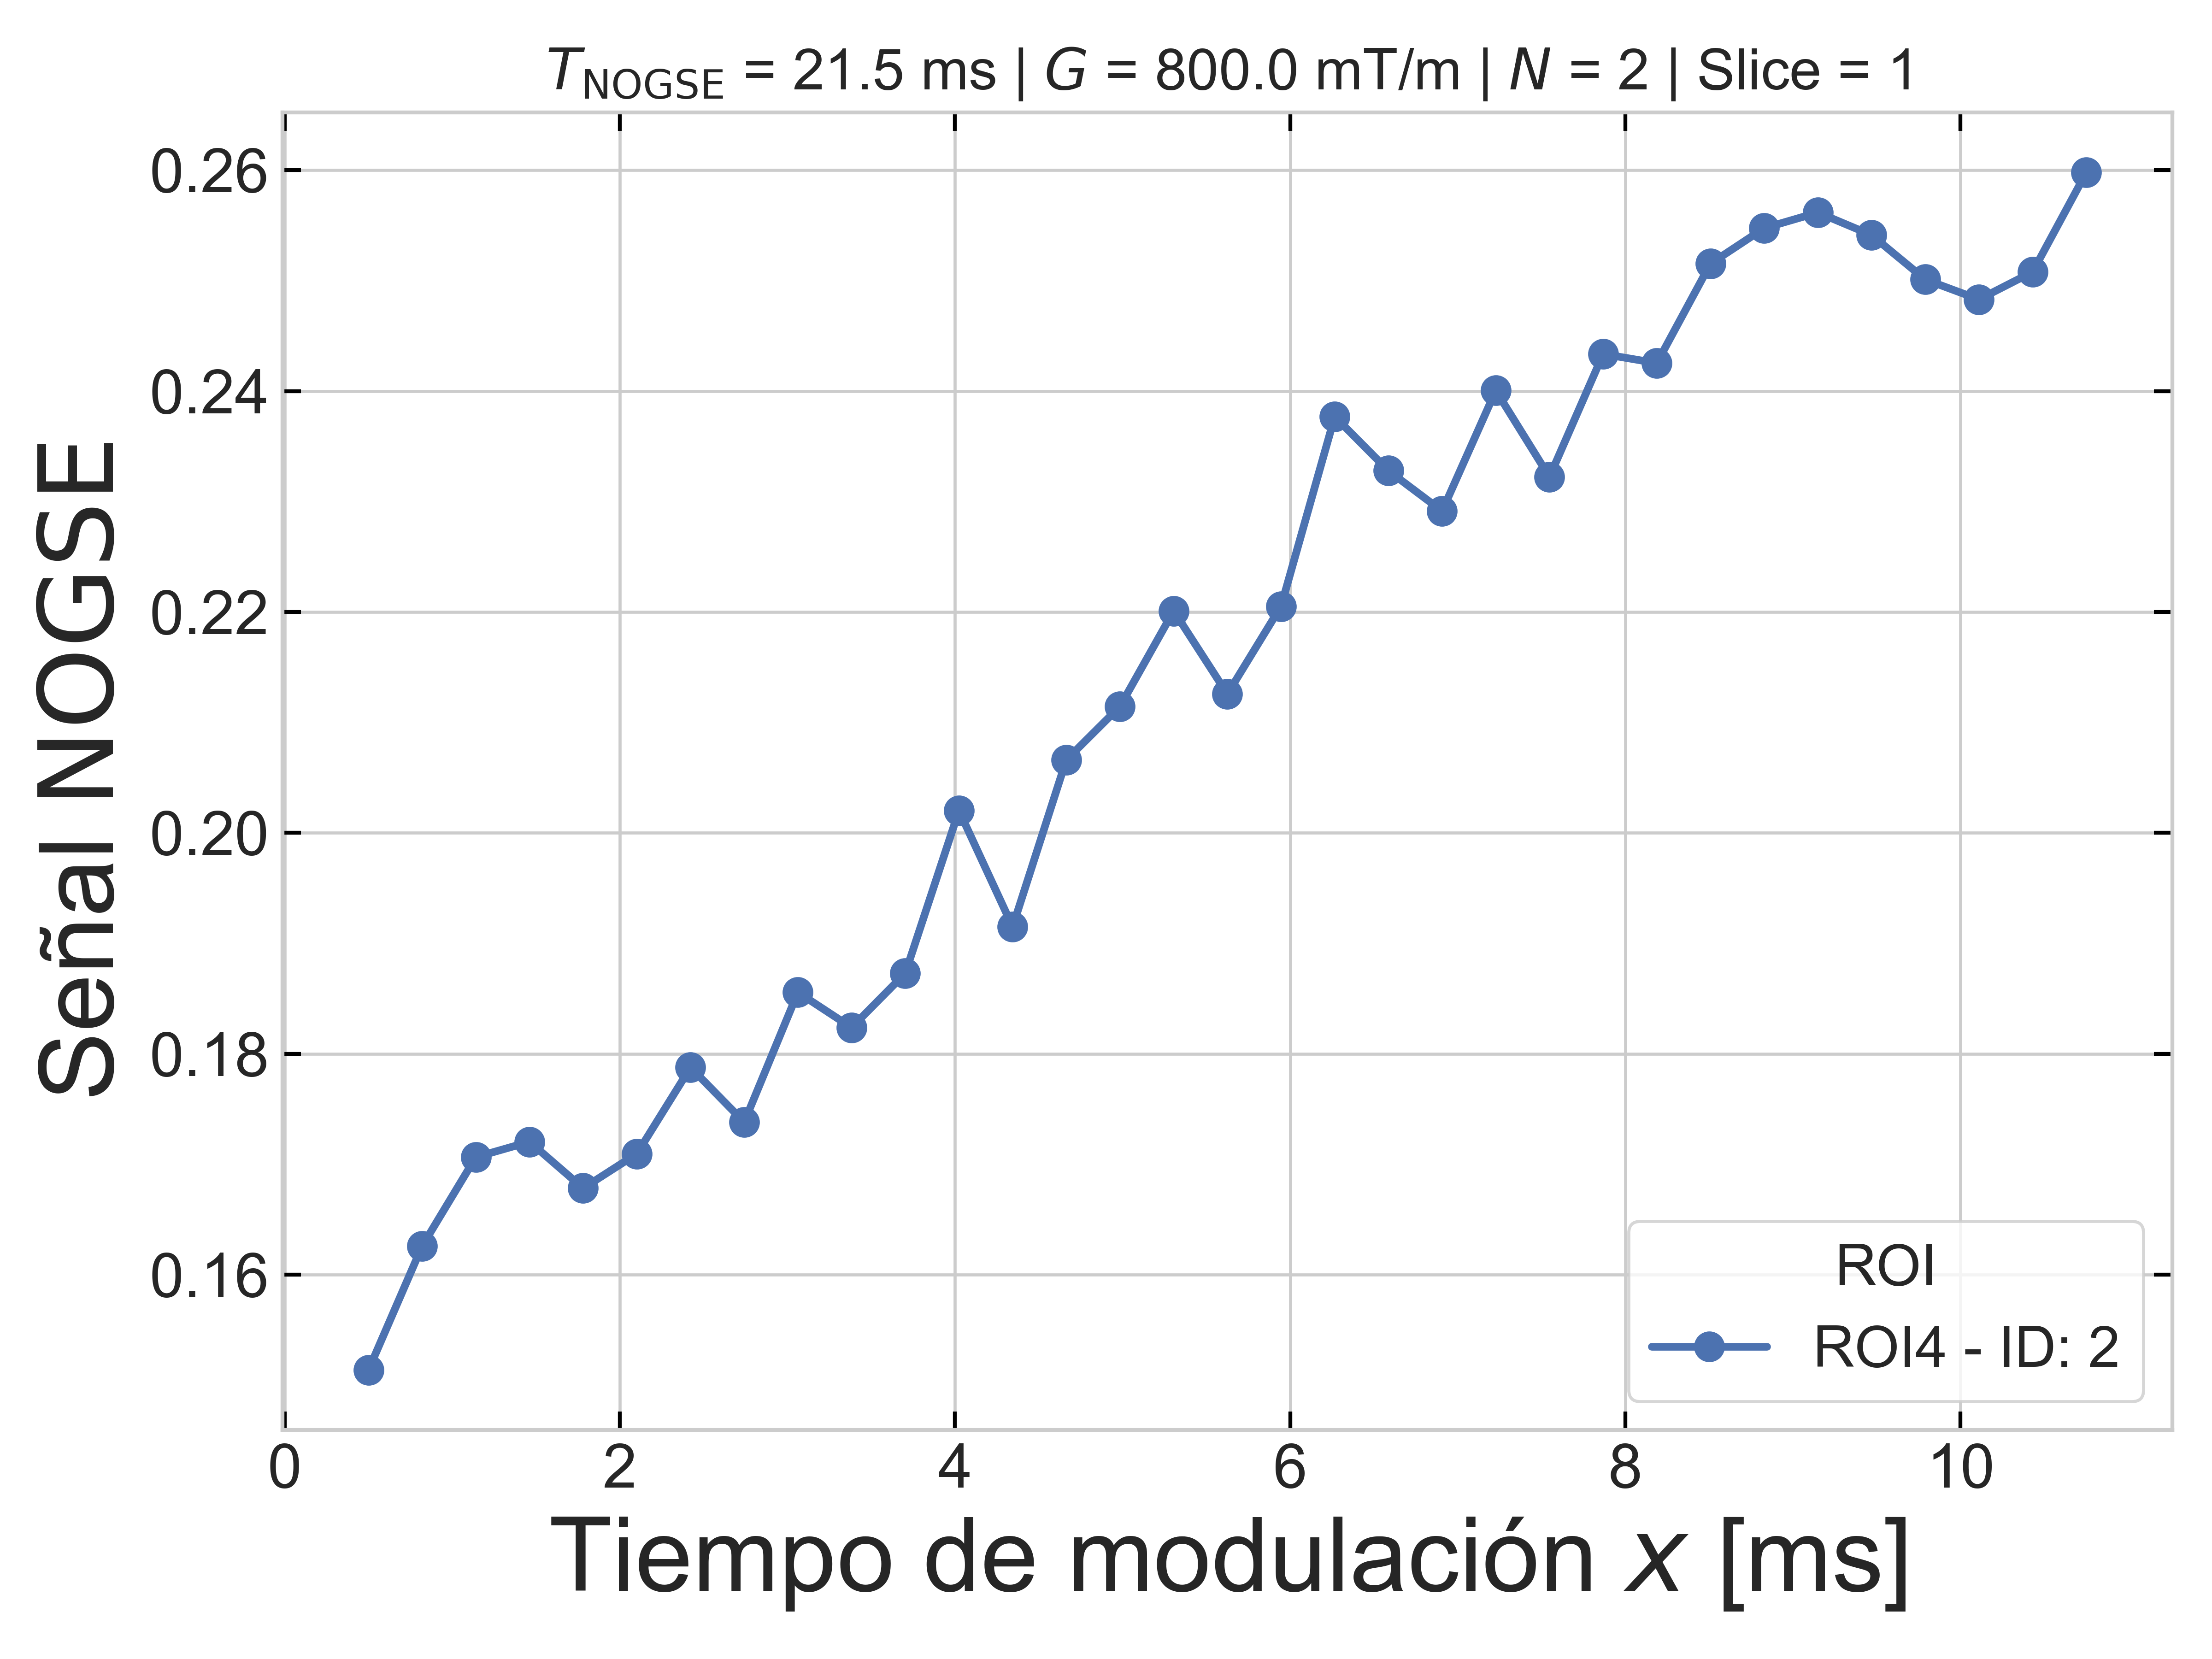 T_NOGSE = 21.5 ms | G = 800.0 mT/m | N = 2 | Slice = 1
Señal NOGSE
0.26
0.24
0.22
0.20
0.18
0.16
0 2 4 6 8 10
Tiempo de modulación x [ms]
ROI
ROI4 - ID: 2